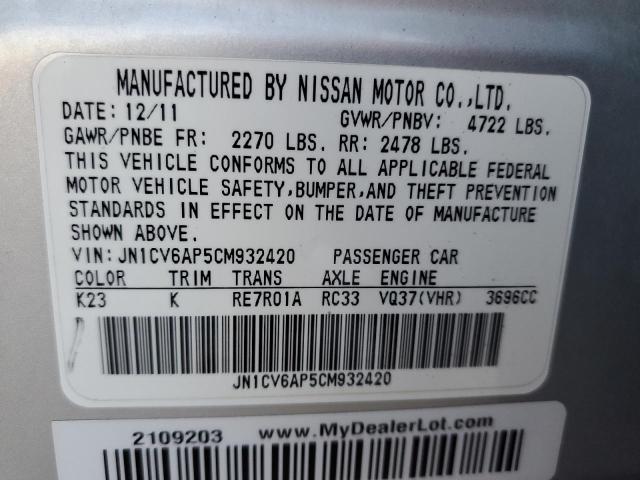 MANUFACTURED BY NISSAN MOTOR CO.,LTD.
DATE: 12/11 GVWR/PNBV: 4722 LBS.
GAWR/PNBE FR: 2270 LBS. RR: 2478 LBS.
THIS VEHICLE CONFORMS TO ALL APPLICABLE FEDERAL
MOTOR VEHICLE SAFETY,BUMPER,AND THEFT PREVENTION
STANDARDS IN EFFECT ON THE DATE OF MANUFACTURE
SHOWN ABOVE.
VIN:JN1CV6AP5CM932420 PASSENGER CAR
COLOR TRIM TRANS AXLE ENGINE
K23 K RE7R01A RC33 VQ37(VHR) 3696CC
JN1CV6AP5CM932420
2109203 www.MyDealerLot.com